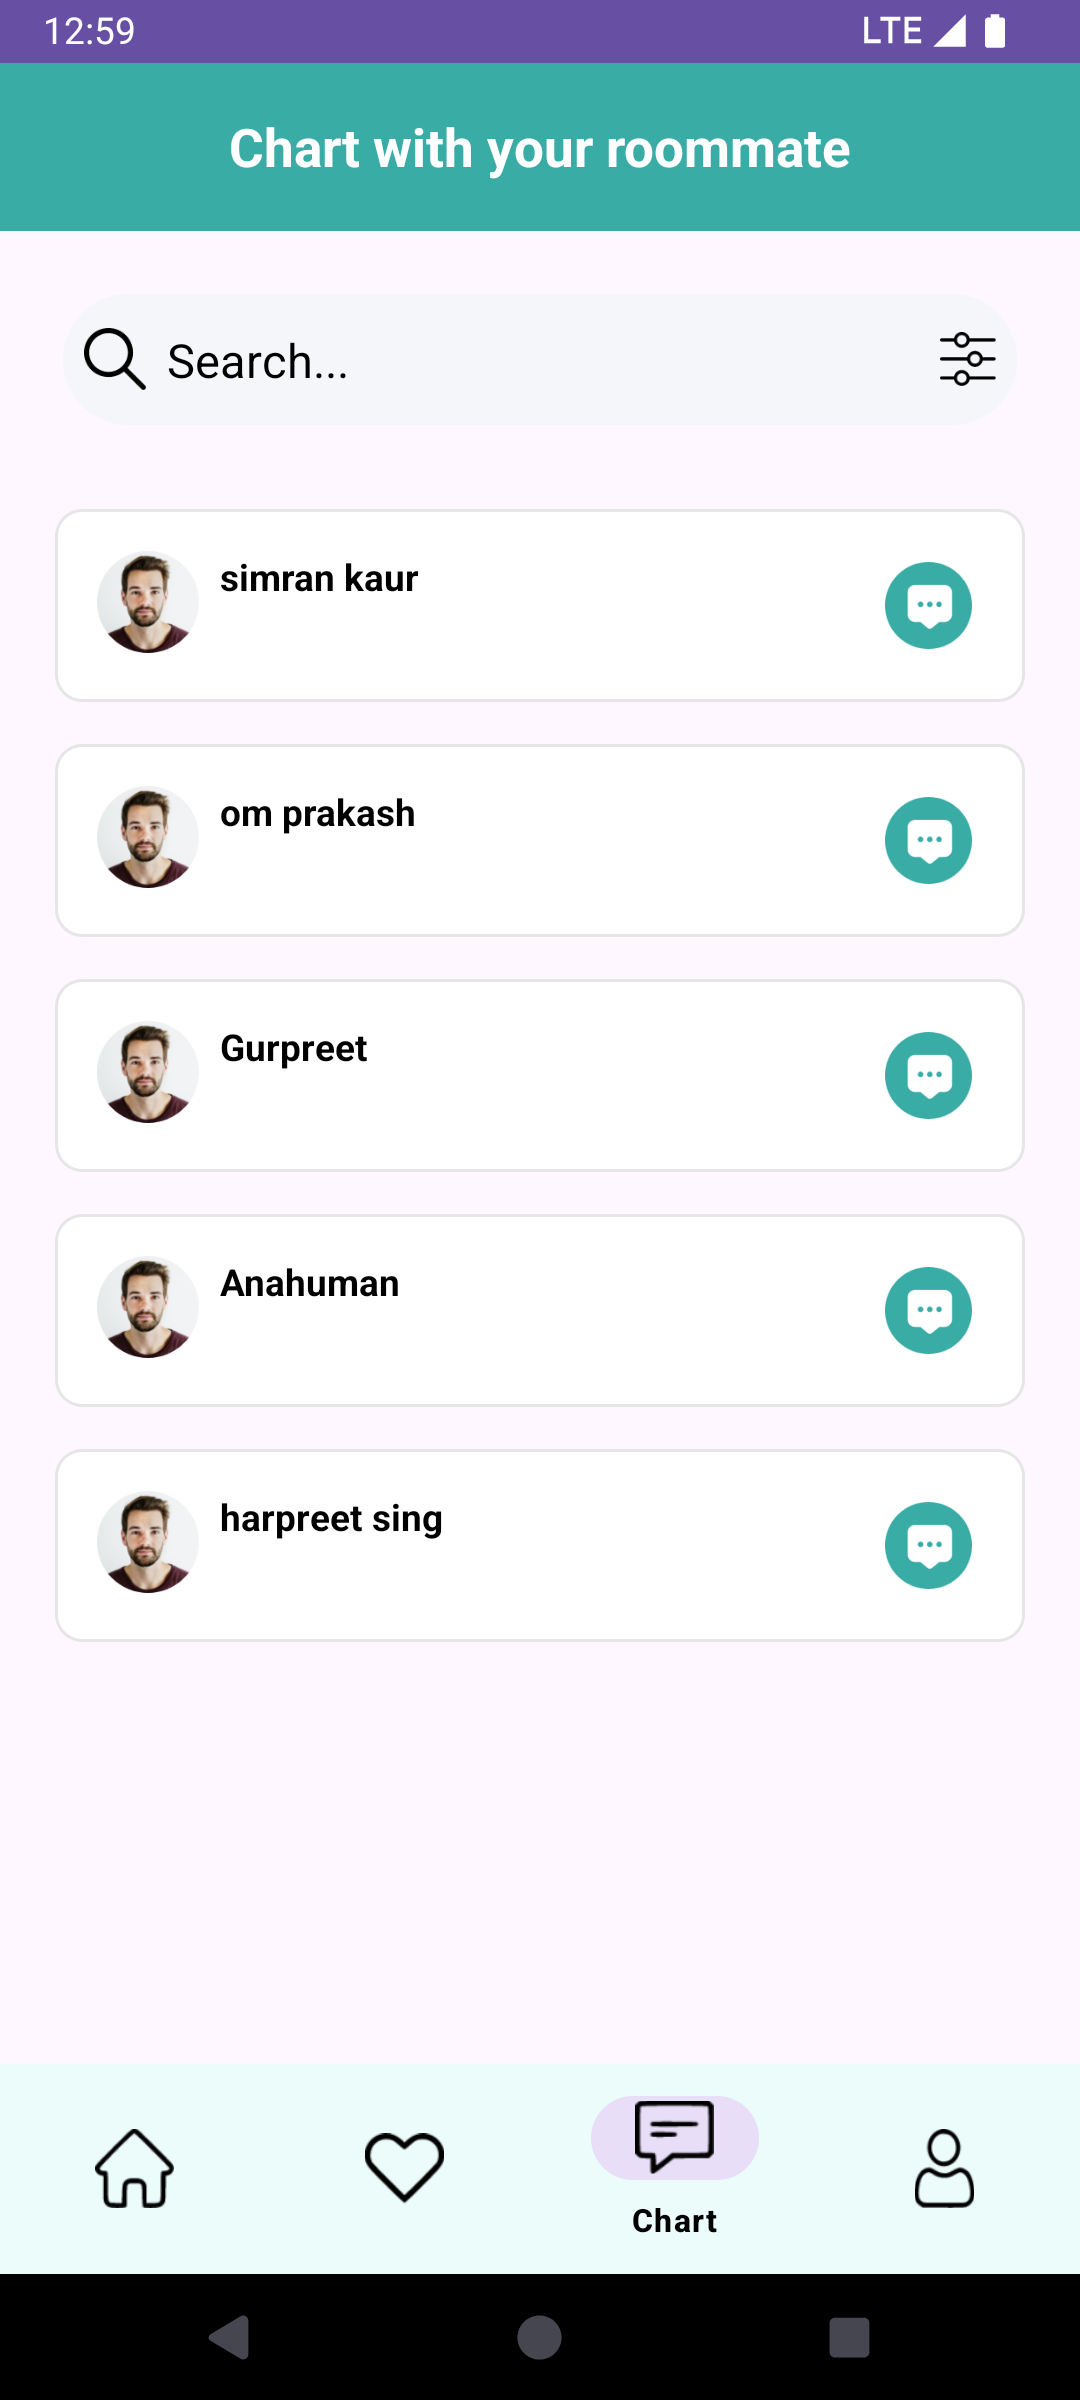 12:59
LTE
Chart with your roommate
Search...
simran kaur
om prakash
Gurpreet
Anahuman
harpreet sing
Chart